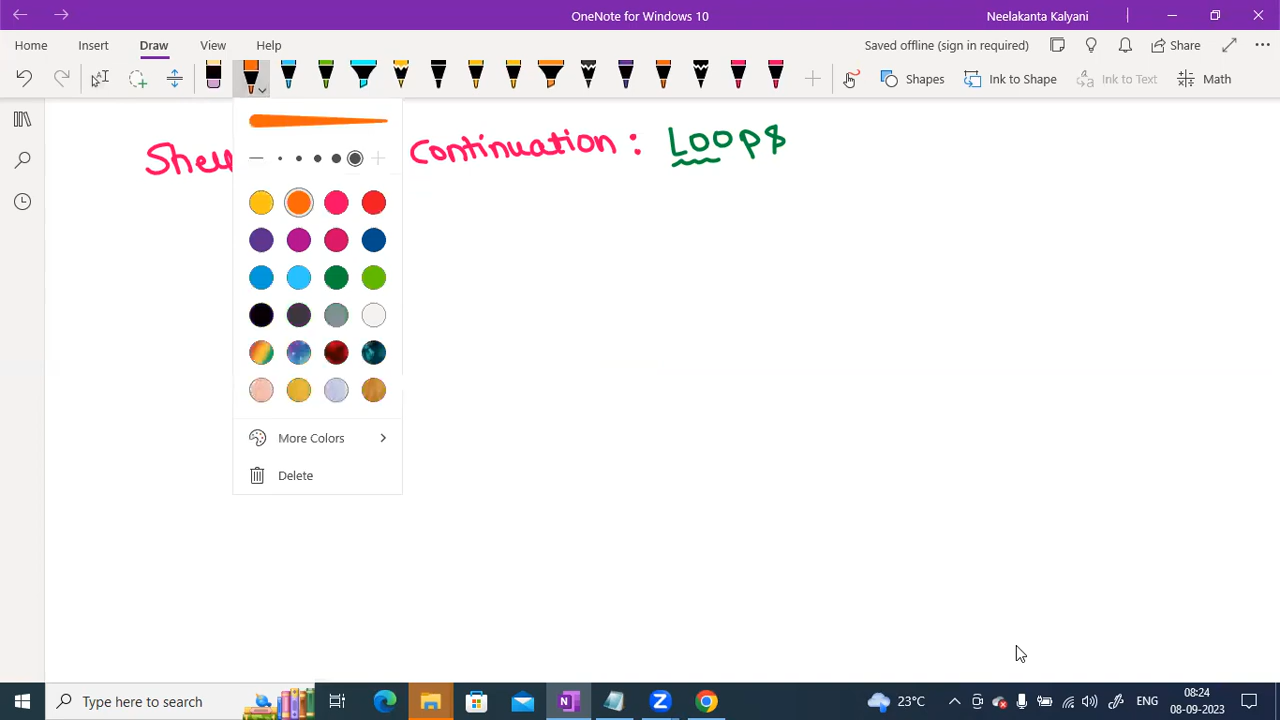 OneNote for Windows 10
Neelakanta Kalyani
Home
Insert
Draw
View
Help
Saved offline (sign in required)
Share
Shapes
Ink to Shape
Ink to Text
Math
Continuation : Loops
More Colors
Delete
Type here to search
23°C
ENG
08:24
08-09-2023